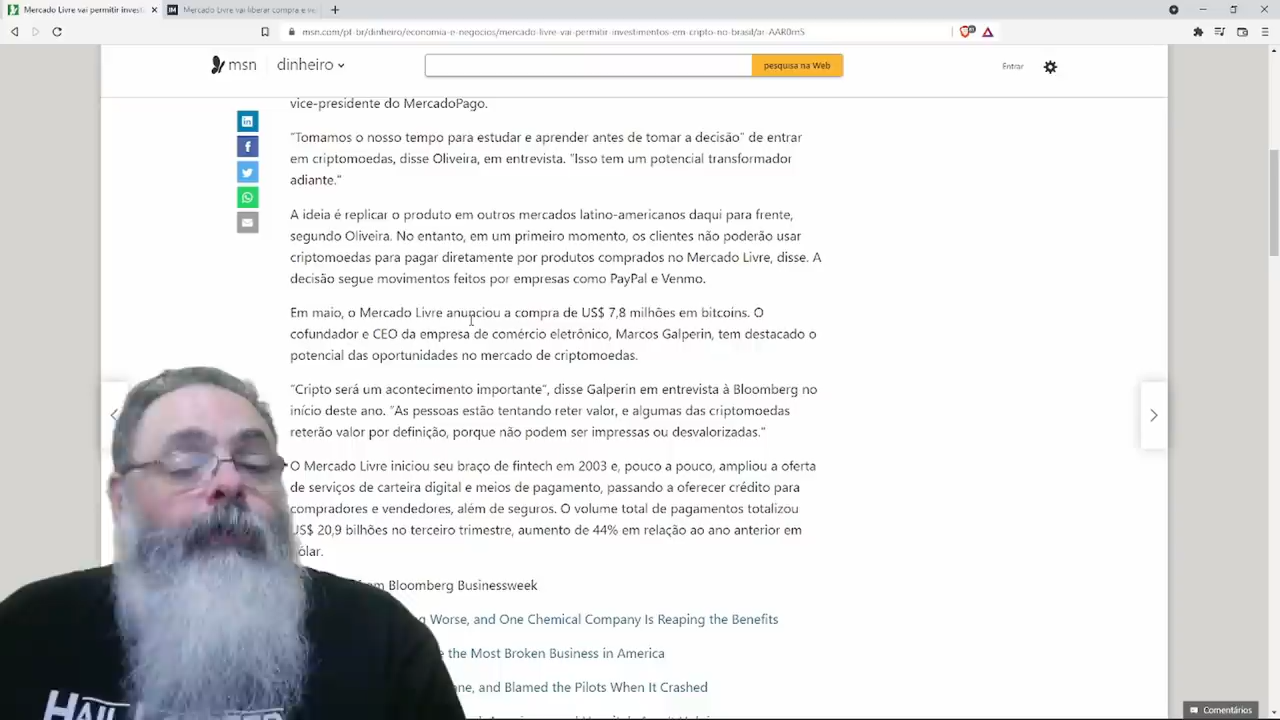 Mercado Livre vai permitir invest
Mercado Livre vai liberar compra e ve
msn.com/pt-br/dinheiro/economia-e-negocios/mercado-livre-vai-permitir-investimentos-em-cripto-no-brasil/ar-AAR0mS
msn dinheiro
pesquisa na Web
Entrar
vice-presidente do MercadoPago.
"Tomamos o nosso tempo para estudar e aprender antes de tomar a decisão" de entrar
em criptomoedas, disse Oliveira, em entrevista. "Isso tem um potencial transformador
adiante."
A ideia é replicar o produto em outros mercados latino-americanos daqui para frente,
segundo Oliveira. No entanto, em um primeiro momento, os clientes não poderão usar
criptomoedas para pagar diretamente por produtos comprados no Mercado Livre, disse. A
decisão segue movimentos feitos por empresas como PayPal e Venmo.
Em maio, o Mercado Livre anunciou a compra de US$ 7,8 milhões em bitcoins. O
cofundador e CEO da empresa de comércio eletrônico, Marcos Galperin, tem destacado o
potencial das oportunidades no mercado de criptomoedas.
"Cripto será um acontecimento importante", disse Galperin em entrevista à Bloomberg no
início deste ano. "As pessoas estão tentando reter valor, e algumas das criptomoedas
reterão valor por definição, porque não podem ser impressas ou desvalorizadas."
O Mercado Livre iniciou seu braço de fintech em 2003 e, pouco a pouco, ampliou a oferta
de serviços de carteira digital e meios de pagamento, passando a oferecer crédito para
compradores e vendedores, além de seguros. O volume total de pagamentos totalizou
US$ 20,9 bilhões no terceiro trimestre, aumento de 44% em relação ao ano anterior em
ólar.
Bloomberg Businessweek
Worse, and One Chemical Company Is Reaping the Benefits
the Most Broken Business in America
and Blamed the Pilots When It Crashed
Comentários